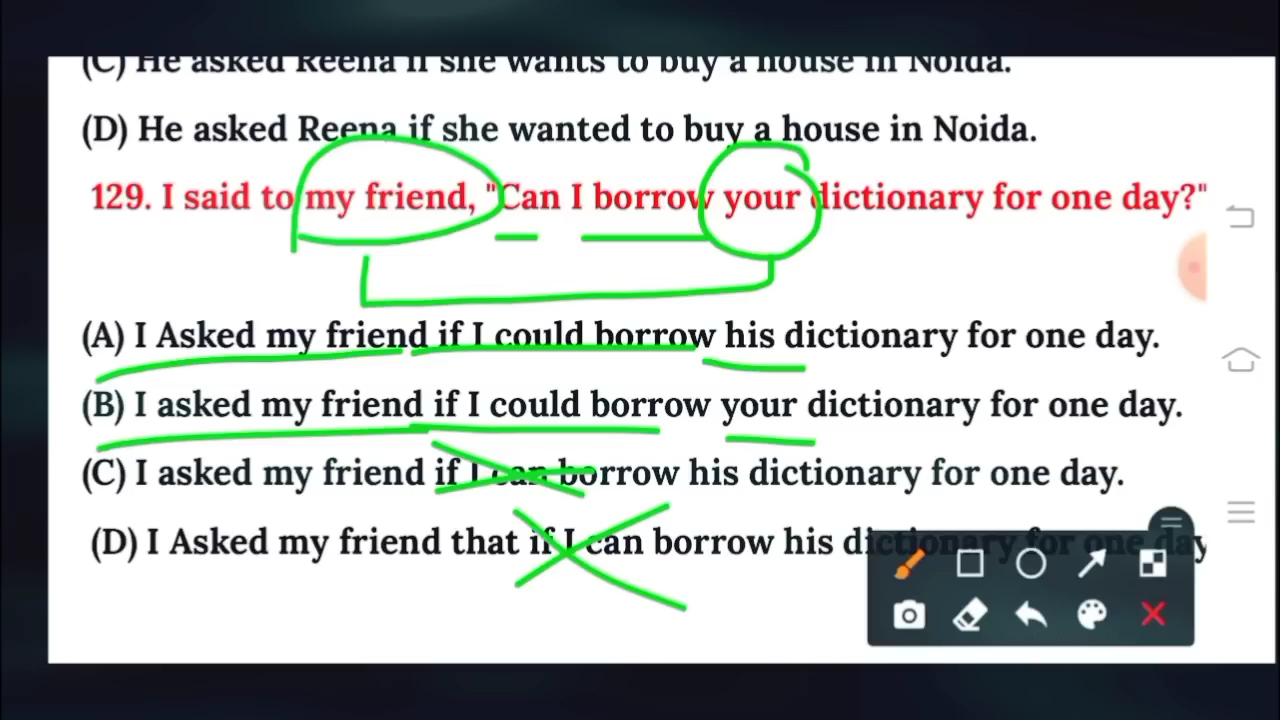 (C) He asked Reena if she wants to buy a house in Noida.
(D) He asked Reena if she wanted to buy a house in Noida.
129. I said to my friend, "Can I borrow your dictionary for one day?"
(A) I Asked my friend if I could borrow his dictionary for one day.
(B) I asked my friend if I could borrow your dictionary for one day.
(C) I asked my friend if I can borrow his dictionary for one day.
(D) I Asked my friend that if I can borrow his dictionary for one day